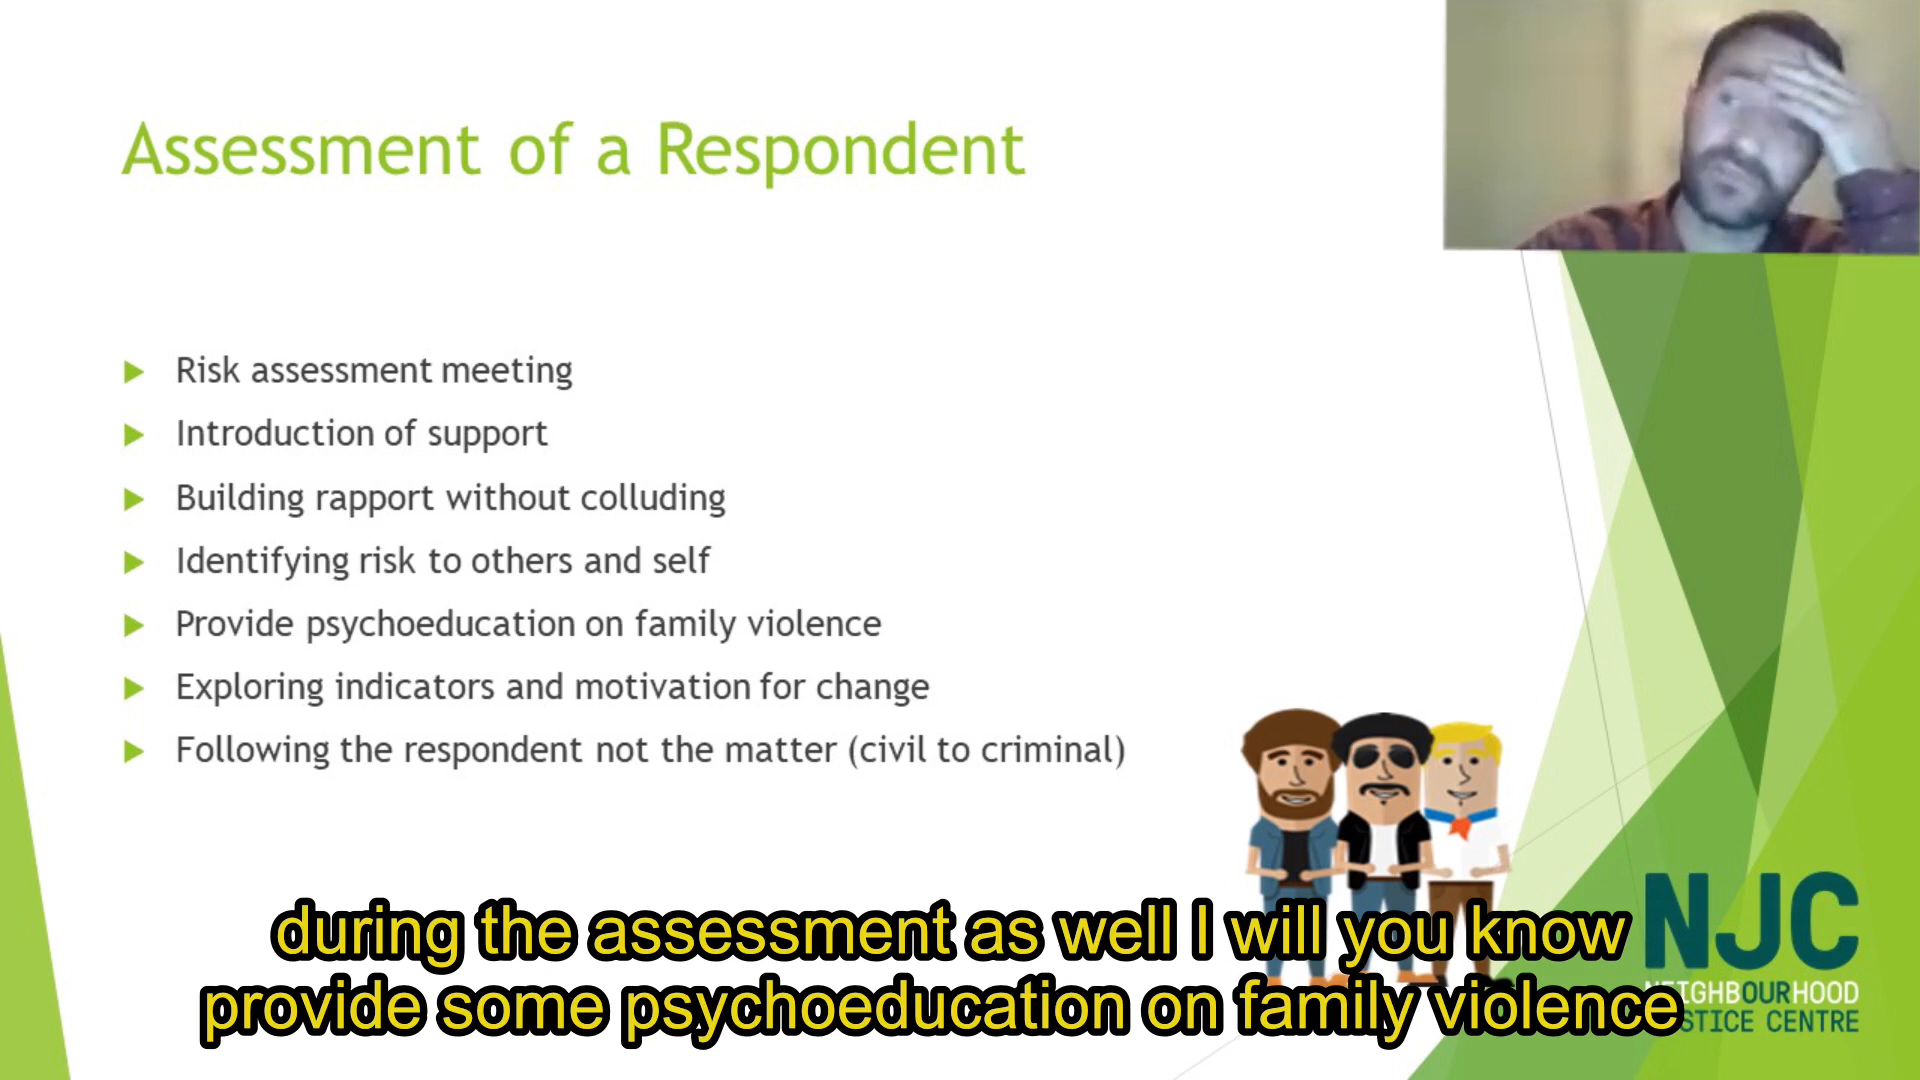 Assessment of a Respondent
Risk assessment meeting
Introduction of support
Building rapport without colluding
Identifying risk to others and self
Provide psychoeducation on family violence
Exploring indicators and motivation for change
Following the respondent not the matter (civil to criminal)
during the assessment as well I will you know
provide some psychoeducation on family violence
NJC
NEIGHBOURHOOD
JUSTICE CENTRE